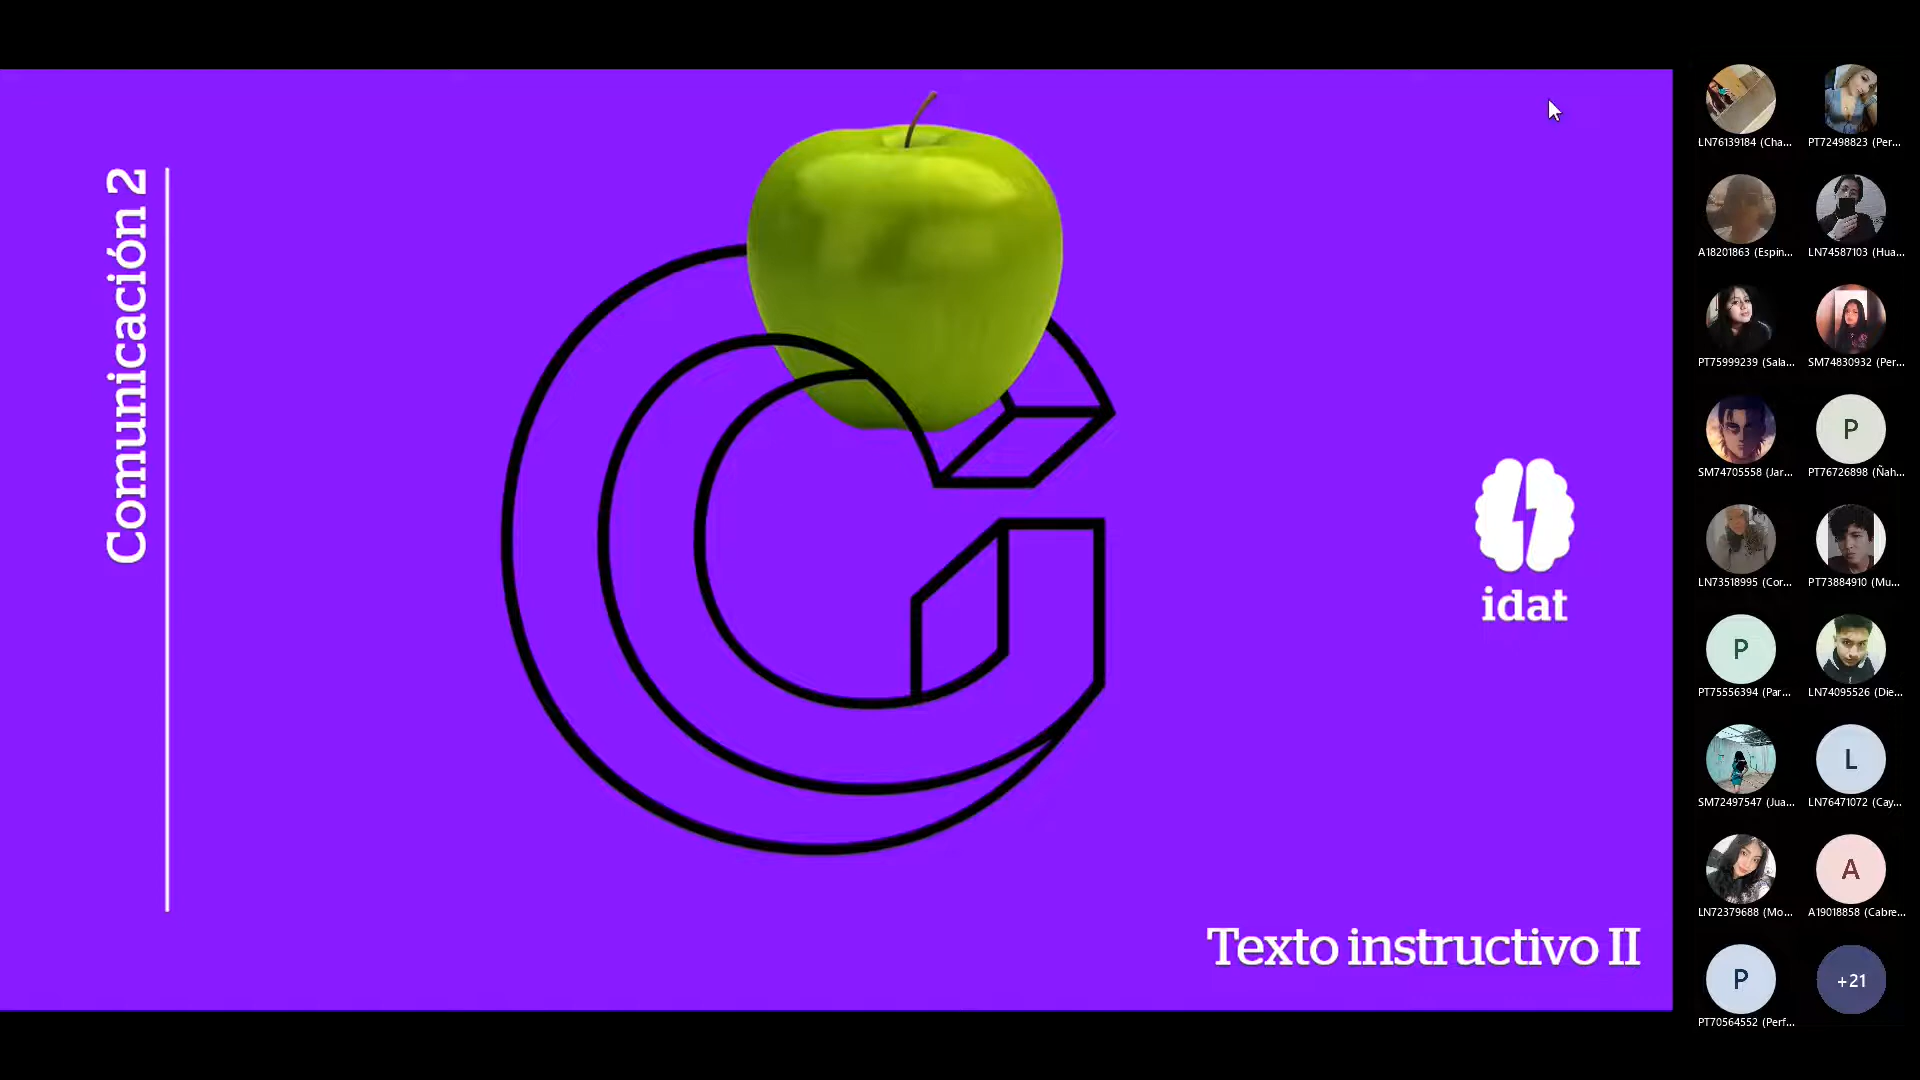 Comunicación 2
idat
Texto instructivo II
LN76139184 (Cha...
PT72498823 (Per...
A18201863 (Espin...
LN74587103 (Hua...
PT75999239 (Sala...
SM74830932 (Per...
SM74705558 (Jar...
P
PT76726898 (Ñah...
LN73518995 (Cor...
PT73884910 (Mu...
P
PT75556394 (Par...
LN74095526 (Die...
SM72497547 (Jua...
L
LN76471072 (Cay...
LN72379688 (Mo...
A
A19018858 (Cabre...
P
PT70564552 (Perf...
+21